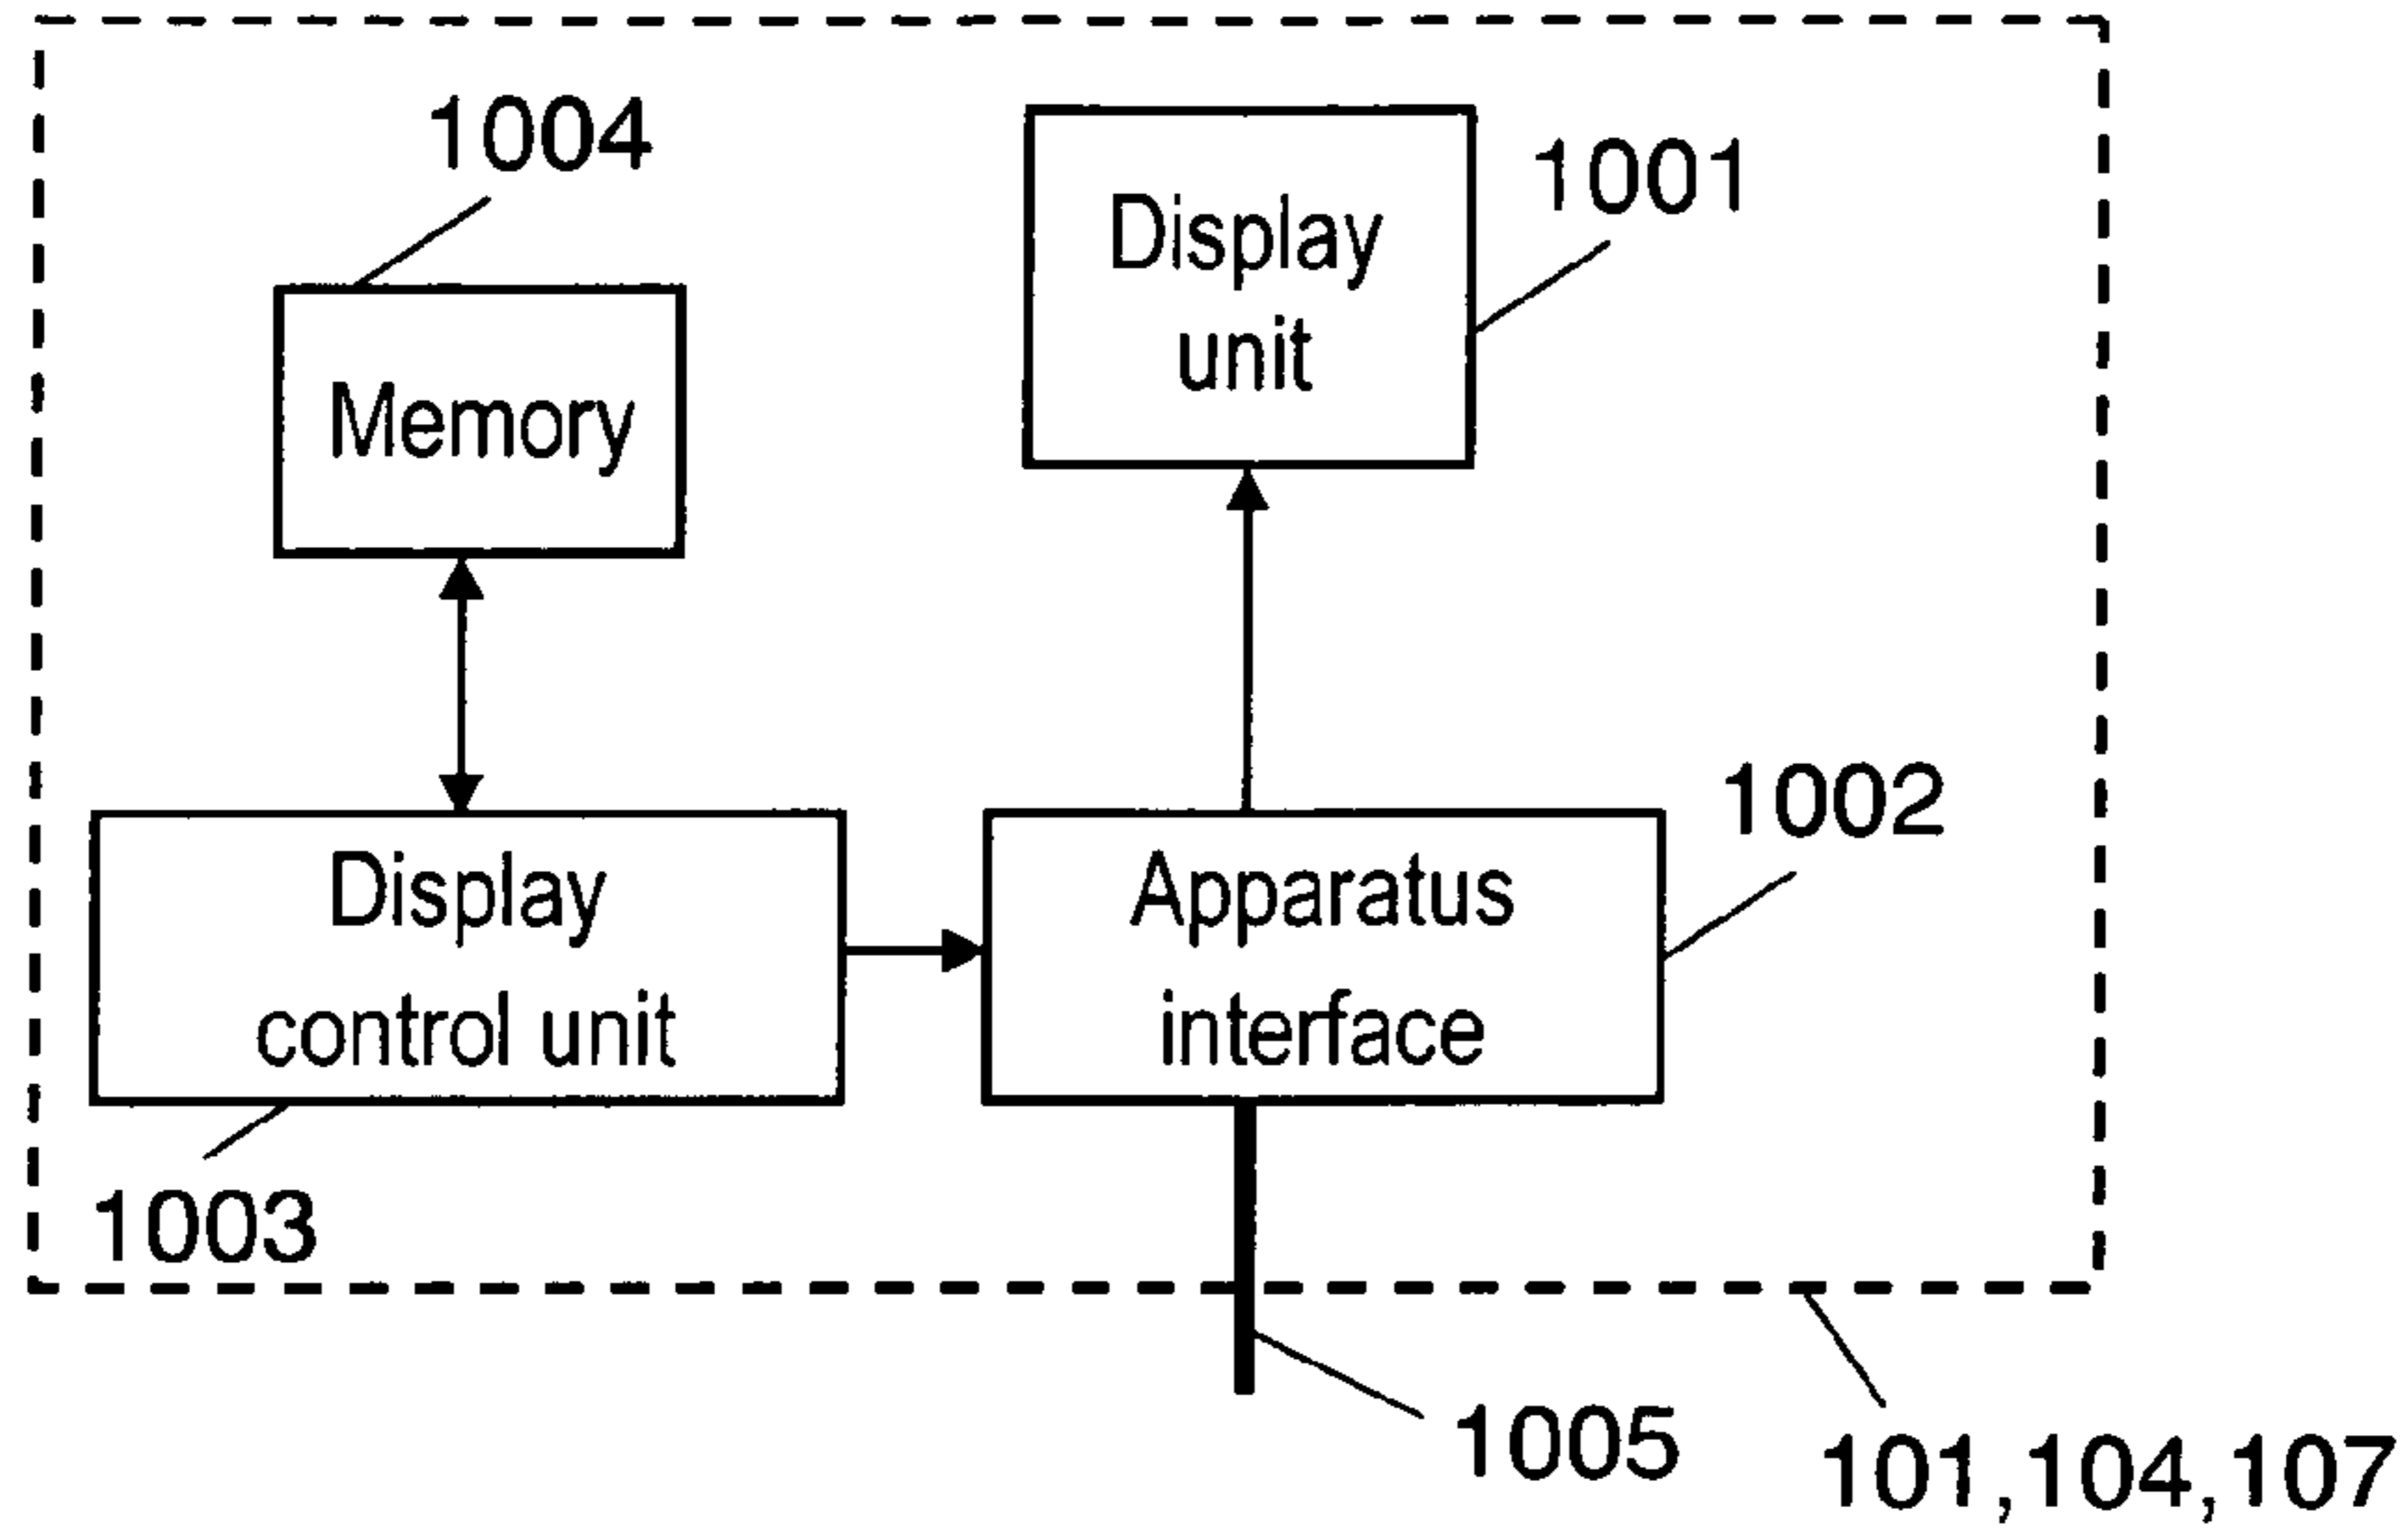 1004
1001
Display
unit
Memory
1002
Display
control unit
Apparatus
interface
1003
1005
101,104,107